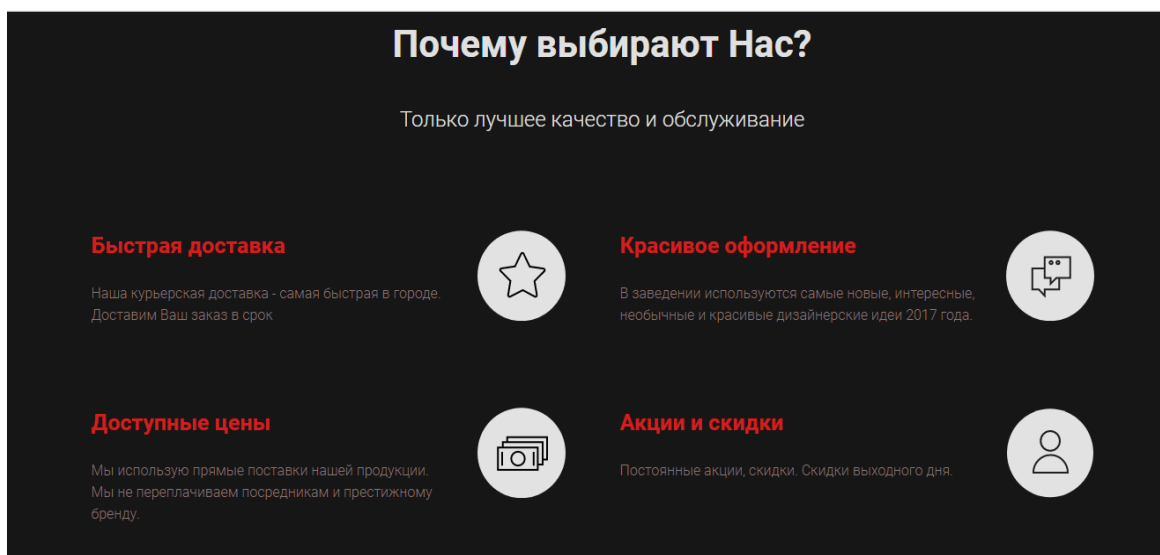 Почему выбирают Нас?
Только лучшее качество и обслуживание
Быстрая доставка
Наша курьерская доставка - самая быстрая в городе.
Доставим Ваш заказ в срок
Красивое оформление
В заведении используются самые новые, интересные,
необычные и красивые дизайнерские идеи 2017 года.
Доступные цены
Мы использую прямые поставки нашей продукции.
Мы не переплачиваем посредникам и престижному
бренду.
Акции и скидки
Постоянные акции, скидки. Скидки выходного дня.